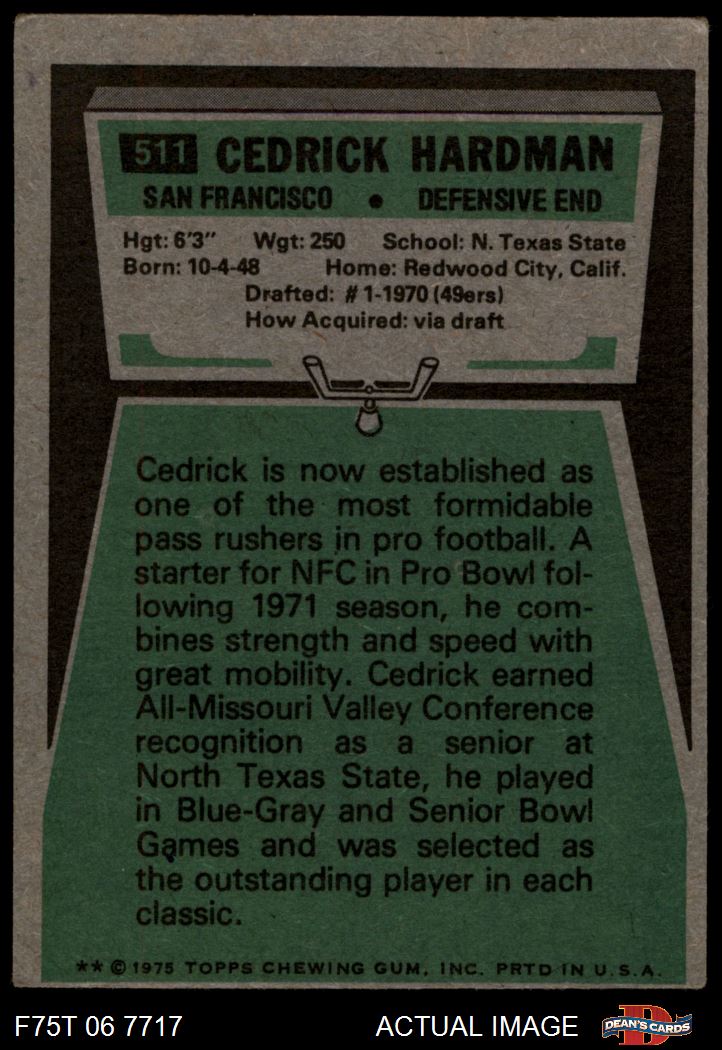 511 CEDRICK HARDMAN
SAN FRANCISCO • DEFENSIVE END
Hgt: 6'3" Wgt: 250 School: N. Texas State
Born: 10-4-48 Home: Redwood City, Calif.
Drafted: #1-1970 (49ers)
How Acquired: via draft
Cedrick is now established as
one of the most formidable
pass rushers in pro football. A
starter for NFC in Pro Bowl fol-
lowing 1971 season, he com-
bines strength and speed with
great mobility. Cedrick earned
All-Missouri Valley Conference
recognition as a senior at
North Texas State, he played
in Blue-Gray and Senior Bowl
Games and was selected as
the outstanding player in each
classic.
** © 1975 TOPPS CHEWING GUM, INC. PRTD IN U.S.A.
F75T 06 7717 ACTUAL IMAGE D DEAN'S CARDS